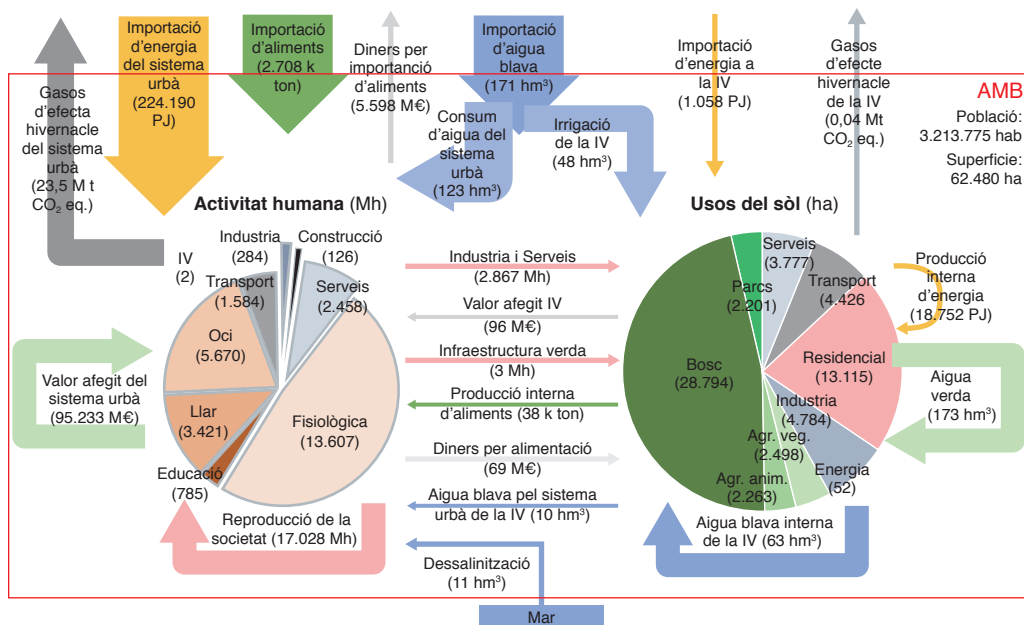 Importació
d'energia
del sistema
urbà
(224.190
PJ)
Importació
d'aliments
(2.708 k
ton)
Diners per
importanció
d'aliments
(5.598 M€)
Importació
d'aigua
blava
(171 hm³)
Importació
d'energia a
la IV
(1.058 PJ)
Gasos
d'efecte
hivernacle
de la IV
(0,04 Mt
CO₂ eq.)
AMB
Població:
3.213.775 hab
Superficie:
62.480 ha
Gasos
d'efecta
hivernacle
del sistema
urbà
(23,5 M t
CO₂ eq.)
Consum
d'aigua del
sistema
urbà
(123 hm³)
Irrigació
de la IV
(48 hm³)
Activitat humana (Mh)
Usos del sòl (ha)
IV
(2)
Industria
(284)
Construcció
(126)
Transport
(1.584)
Serveis
(2.458)
Oci
(5.670)
Llar
(3.421)
Fisiològica
(13.607)
Educació
(785)
Valor afegit del
sistema urbà
(95.233 M€)
Reproducció de la
societat (17.028 Mh)
Industria i Serveis
(2.867 Mh)
Valor afegit IV
(96 M€)
Infraestructura verda
(3 Mh)
Producció interna
d'aliments (38 k ton)
Diners per alimentació
(69 M€)
Aigua blava pel sistema
urbà de la IV (10 hm³)
Dessalinització
(11 hm³)
Mar
Serveis
(3.777)
Parcs
(2.201)
Transport
(4.426
Bosc
(28.794)
Residencial
(13.115)
Industria
(4.784)
Agr. veg.
(2.498)
Agr. anim.
(2.263)
Energia
(52)
Producció
interna
d'energia
(18.752 PJ)
Aigua
verda
(173 hm³)
Aigua blava interna
de la IV (63 hm³)